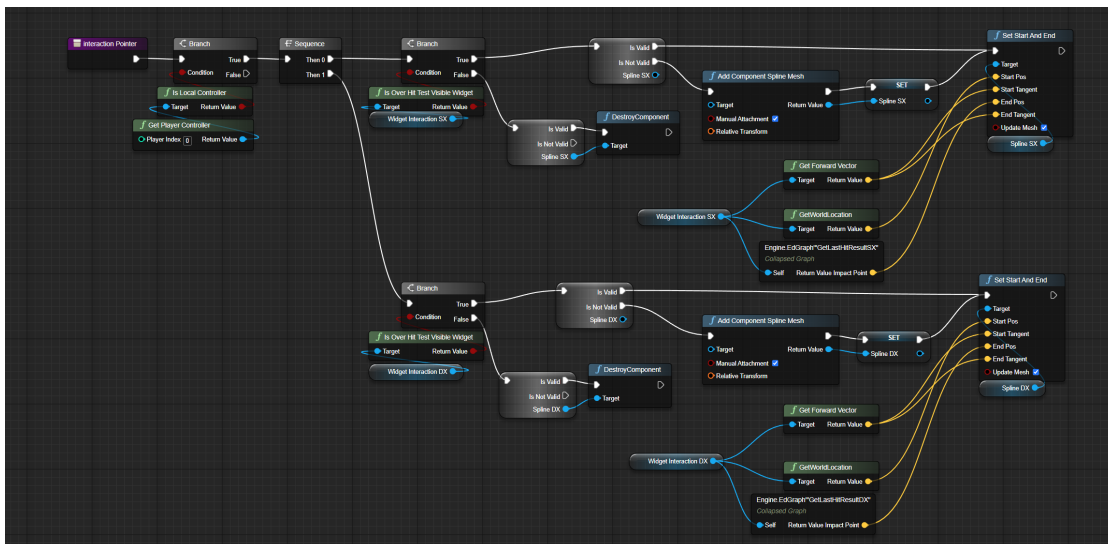 interaction Pointer
Branch
True
Condition
False
Sequence
Then 0
Then 1
Is Local Controller
Target
Return Value
Get Player Controller
Player Index
0
Return Value
Branch
True
Condition
False
Is Over Hit Test Visible Widget
Target
Return Value
Widget Interaction SX
Is Valid
Is Not Valid
Spline SX
Is Valid
Is Not Valid
Spline SX
DestroyComponent
Target
Add Component Spline Mesh
Target
Return Value
Manual Attachment
Relative Transform
SET
Spline SX
Set Start And End
Target
Start Pos
Start Tangent
End Pos
End Tangent
Update Mesh
Spline SX
Widget Interaction SX
Get Forward Vector
Target
Return Value
GetWorldLocation
Target
Return Value
Engine.EdGraph'"GetLastHitResultSX"
Collapsed Graph
Self
Return Value Impact Point
Branch
True
Condition
False
Is Over Hit Test Visible Widget
Target
Return Value
Widget Interaction DX
Is Valid
Is Not Valid
Spline DX
Is Valid
Is Not Valid
Spline DX
DestroyComponent
Target
Add Component Spline Mesh
Target
Return Value
Manual Attachment
Relative Transform
SET
Spline DX
Set Start And End
Target
Start Pos
Start Tangent
End Pos
End Tangent
Update Mesh
Spline DX
Widget Interaction DX
Get Forward Vector
Target
Return Value
GetWorldLocation
Target
Return Value
Engine.EdGraph'"GetLastHitResultDX"
Collapsed Graph
Self
Return Value Impact Point